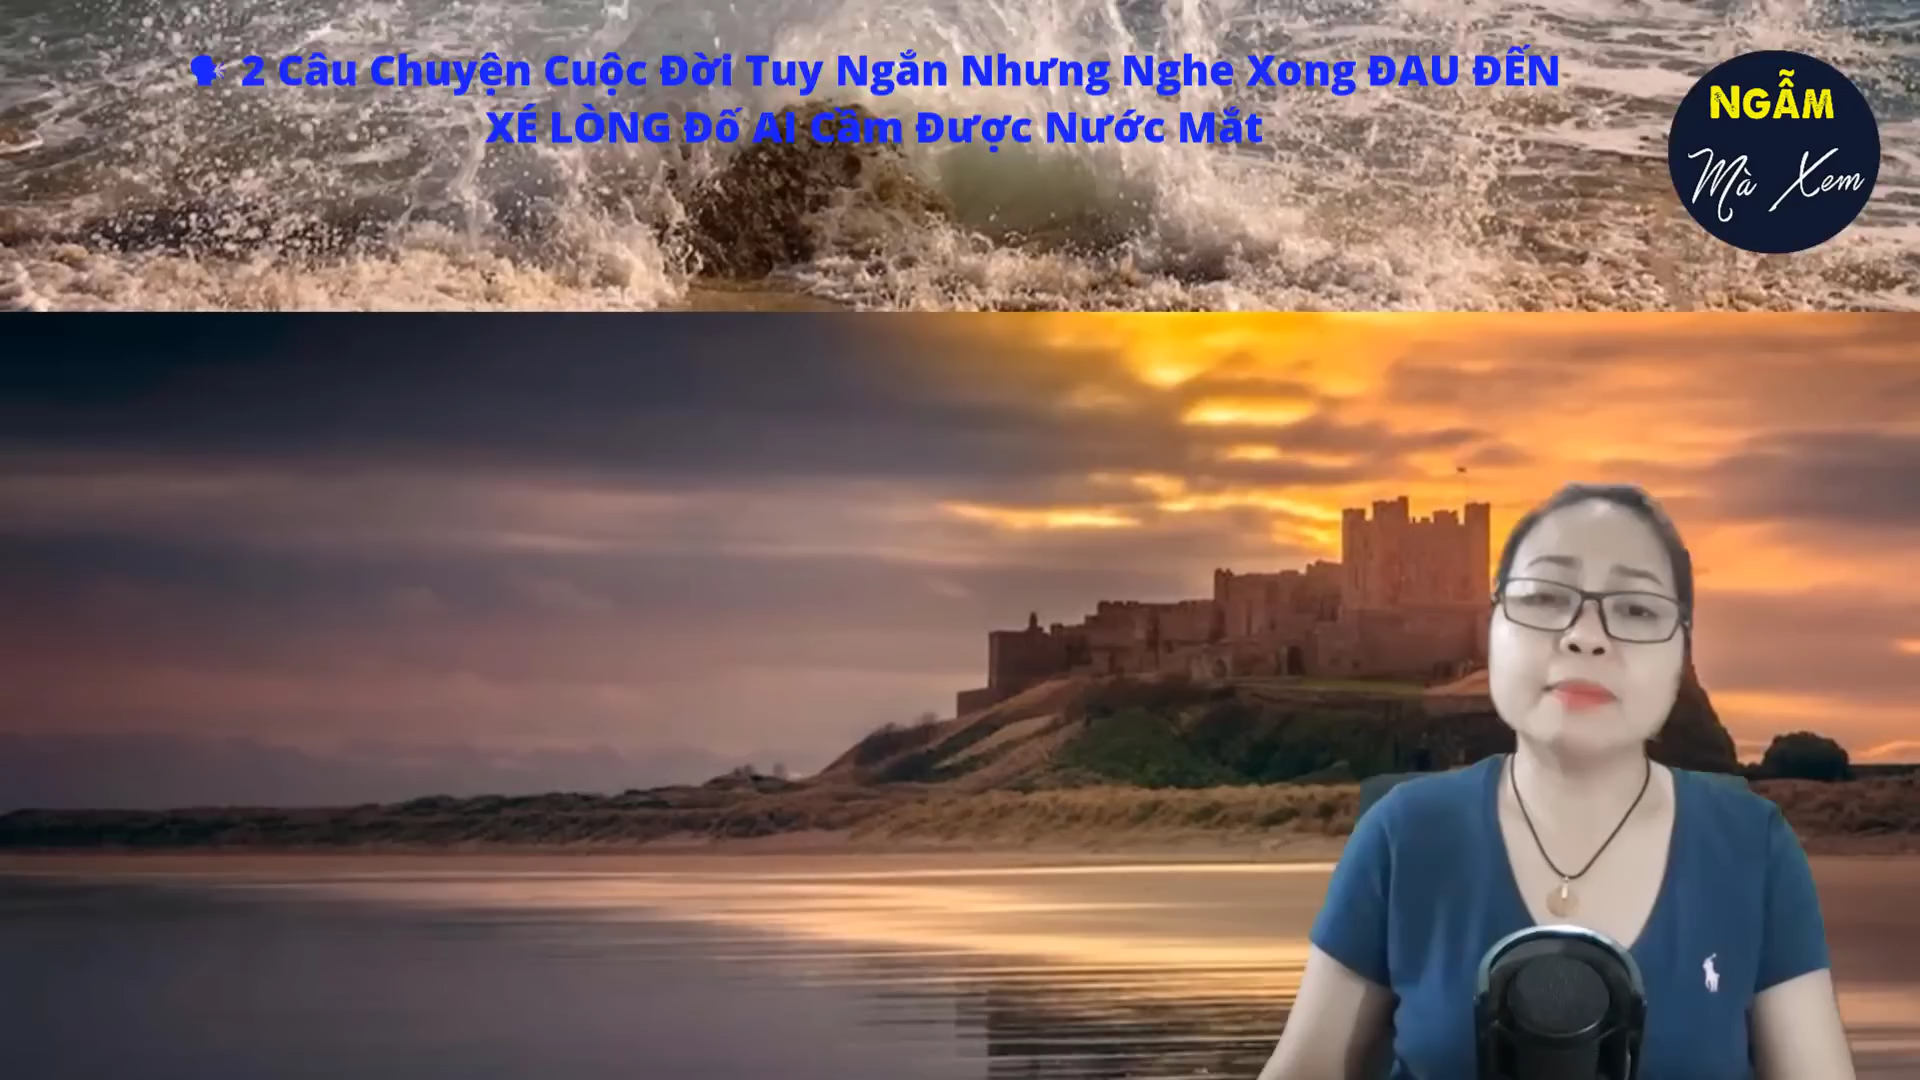 2 Câu Chuyện Cuộc Đời Tuy Ngắn Nhưng Nghe Xong ĐAU ĐẾN
XÉ LÒNG Đố AI Cầm Được Nước Mắt
NGẪM
Mà Xem